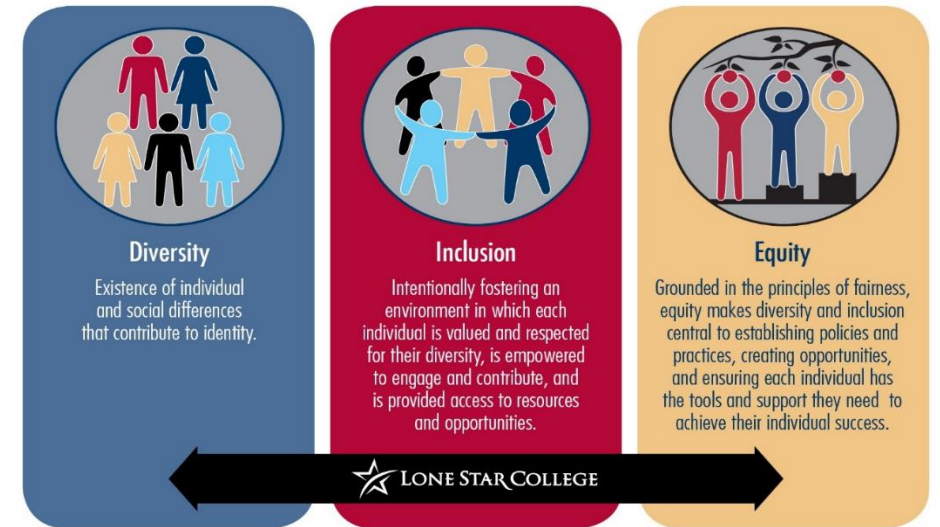 Diversity
Existence of individual
and social differences
that contribute to identity.
Inclusion
Intentionally fostering an
environment in which each
individual is valued and respected
for their diversity, is empowered
to engage and contribute, and
is provided access to resources
and opportunities.
Equity
Grounded in the principles of fairness,
equity makes diversity and inclusion
central to establishing policies and
practices, creating opportunities,
and ensuring each individual has
the tools and support they need to
achieve their individual success.
LONE STAR COLLEGE